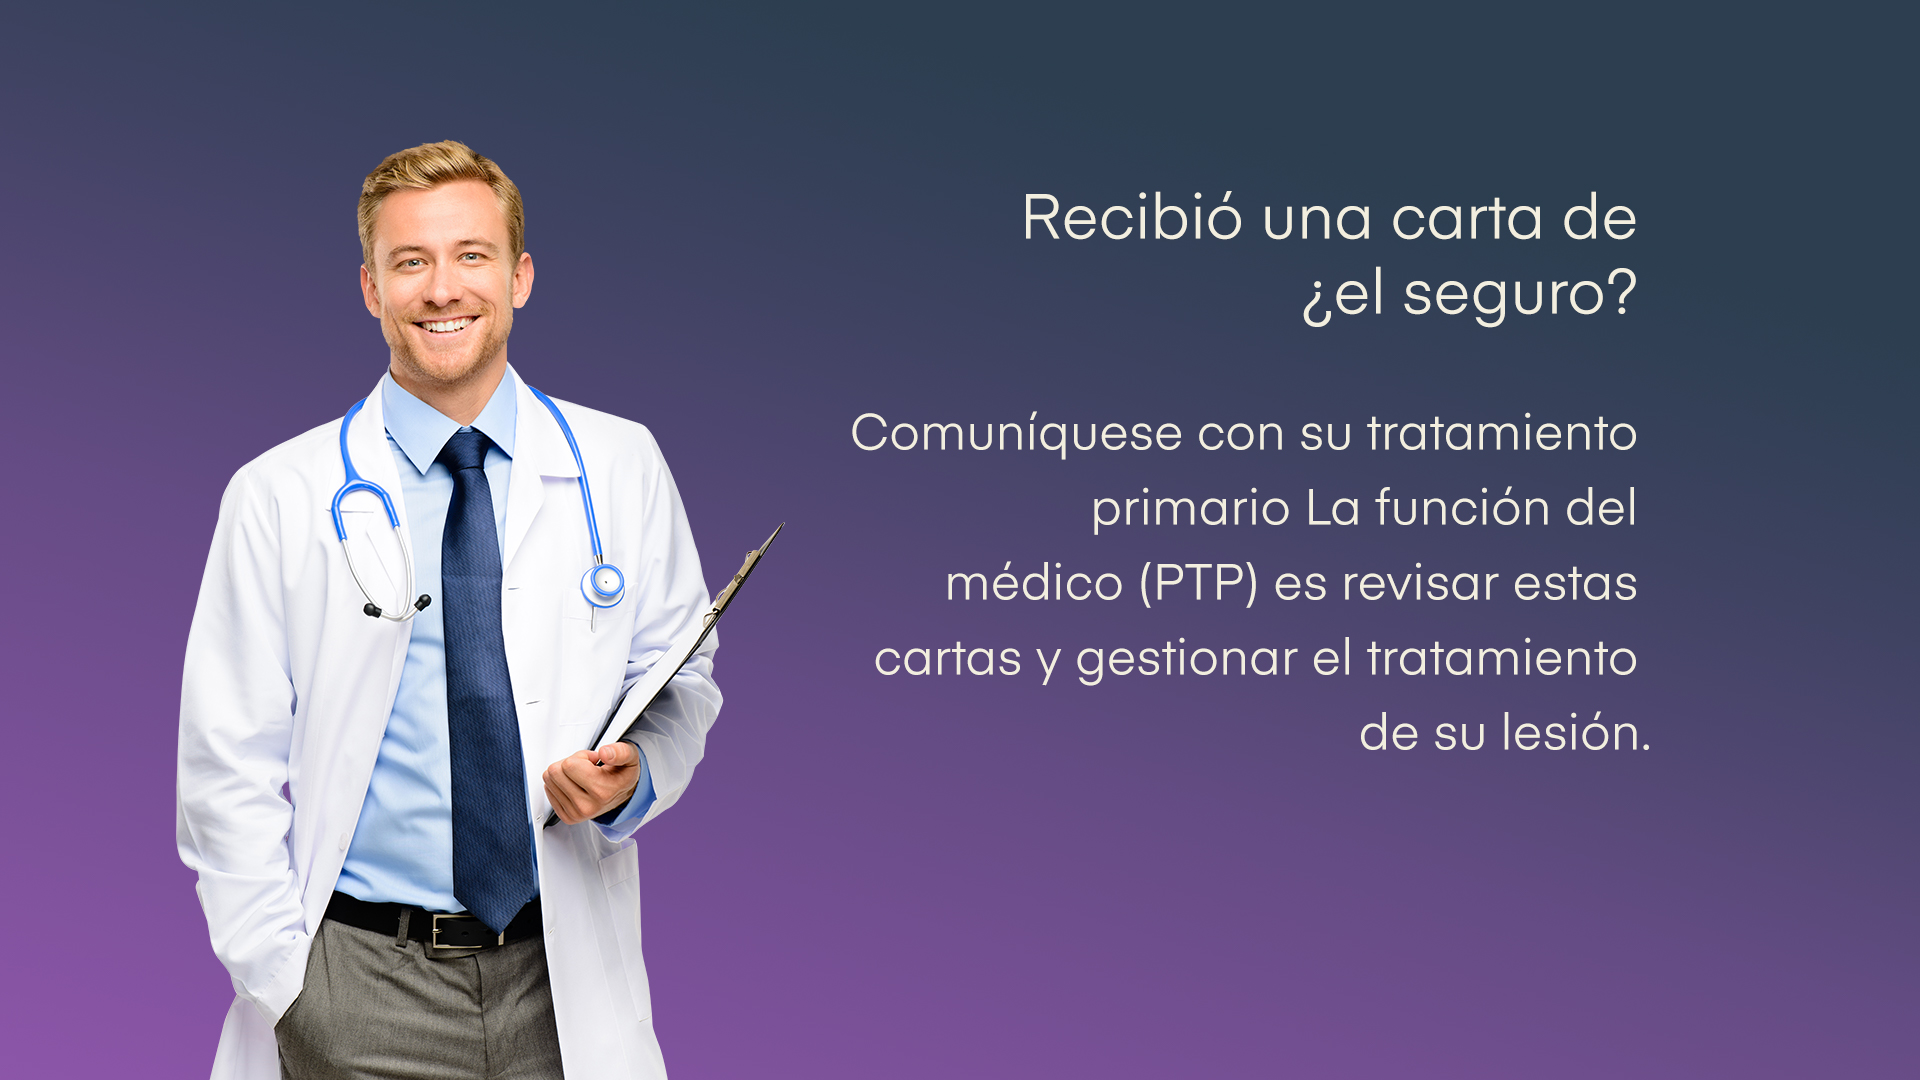 Recibió una carta de
¿el seguro?
Comuníquese con su tratamiento
primario La función del
médico (PTP) es revisar estas
cartas y gestionar el tratamiento
de su lesión.